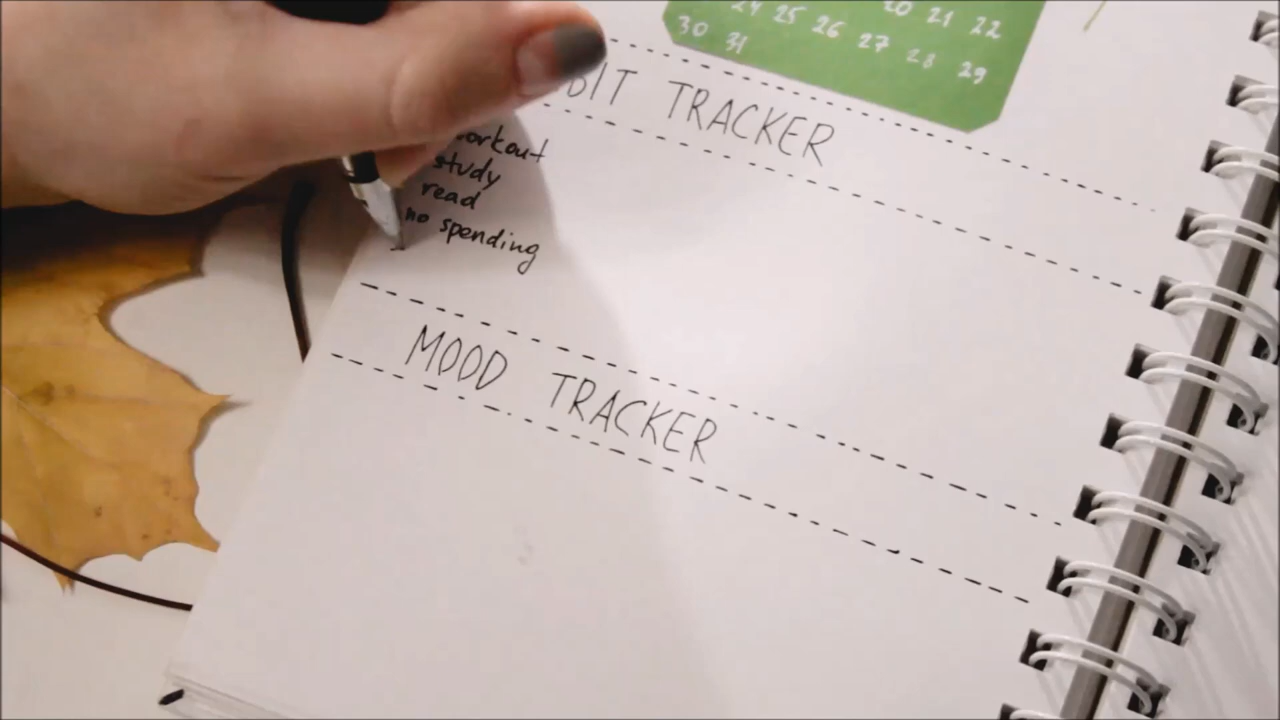 24 25 26 27 28 29
30 31
20 21 22
BIT TRACKER
workout
study
read
no spending
MOOD TRACKER